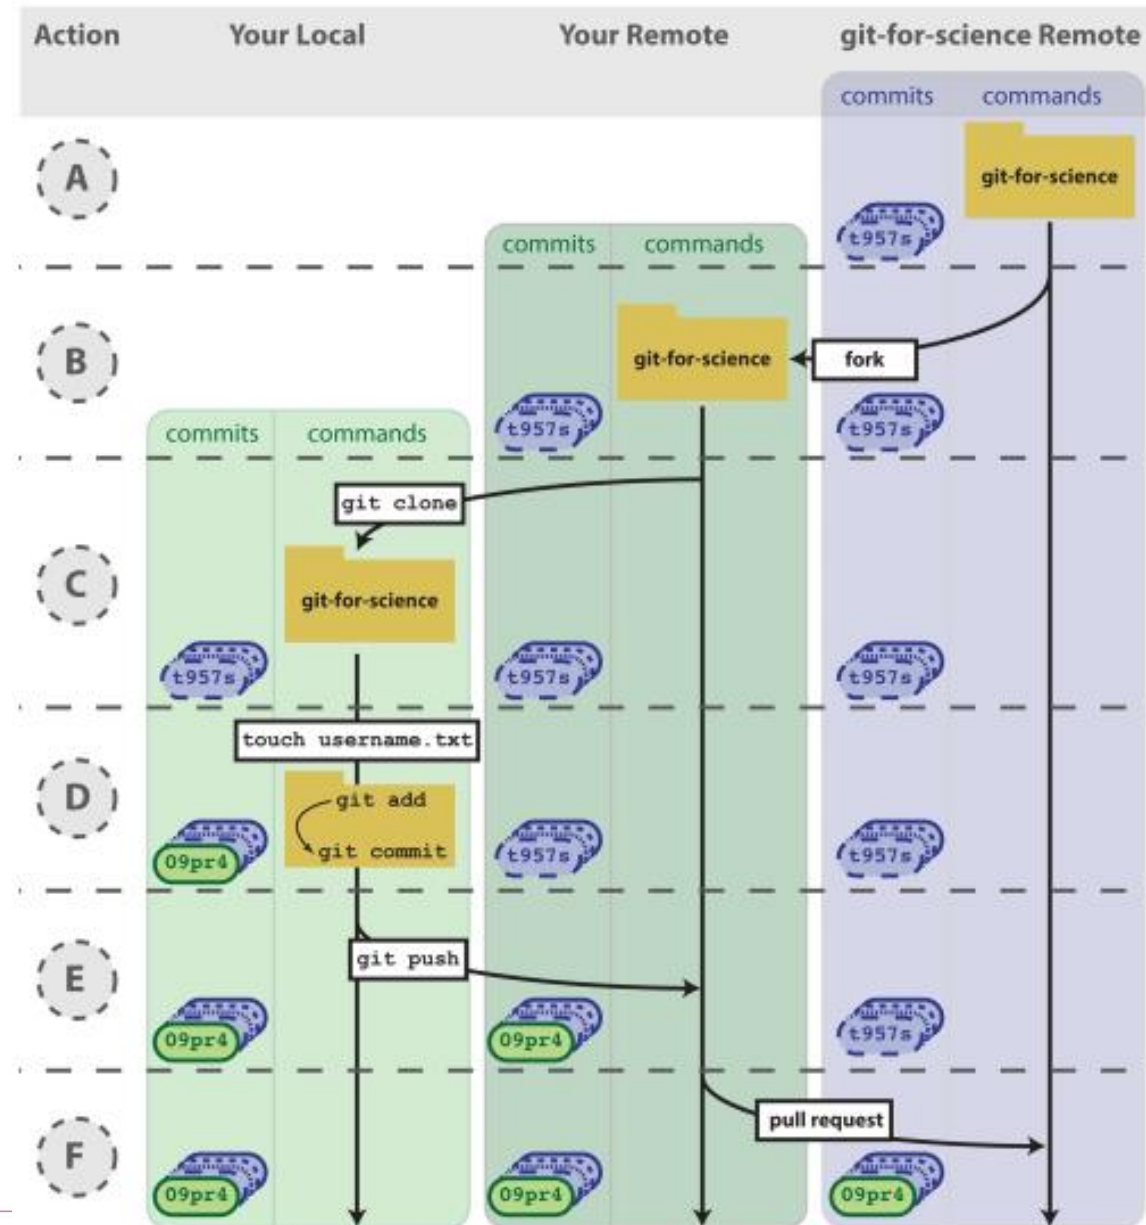 Action Your Local Your Remote git-for-science Remote
commits commands
A
git-for-science
t957s
commits commands
B
git-for-science
fork
t957s
t957s
commits commands
git clone
C
git-for-science
t957s
t957s
t957s
touch username.txt
D
git add
git commit
09pr4
t957s
t957s
E
git push
09pr4
09pr4
t957s
F
pull request
09pr4
09pr4
09pr4